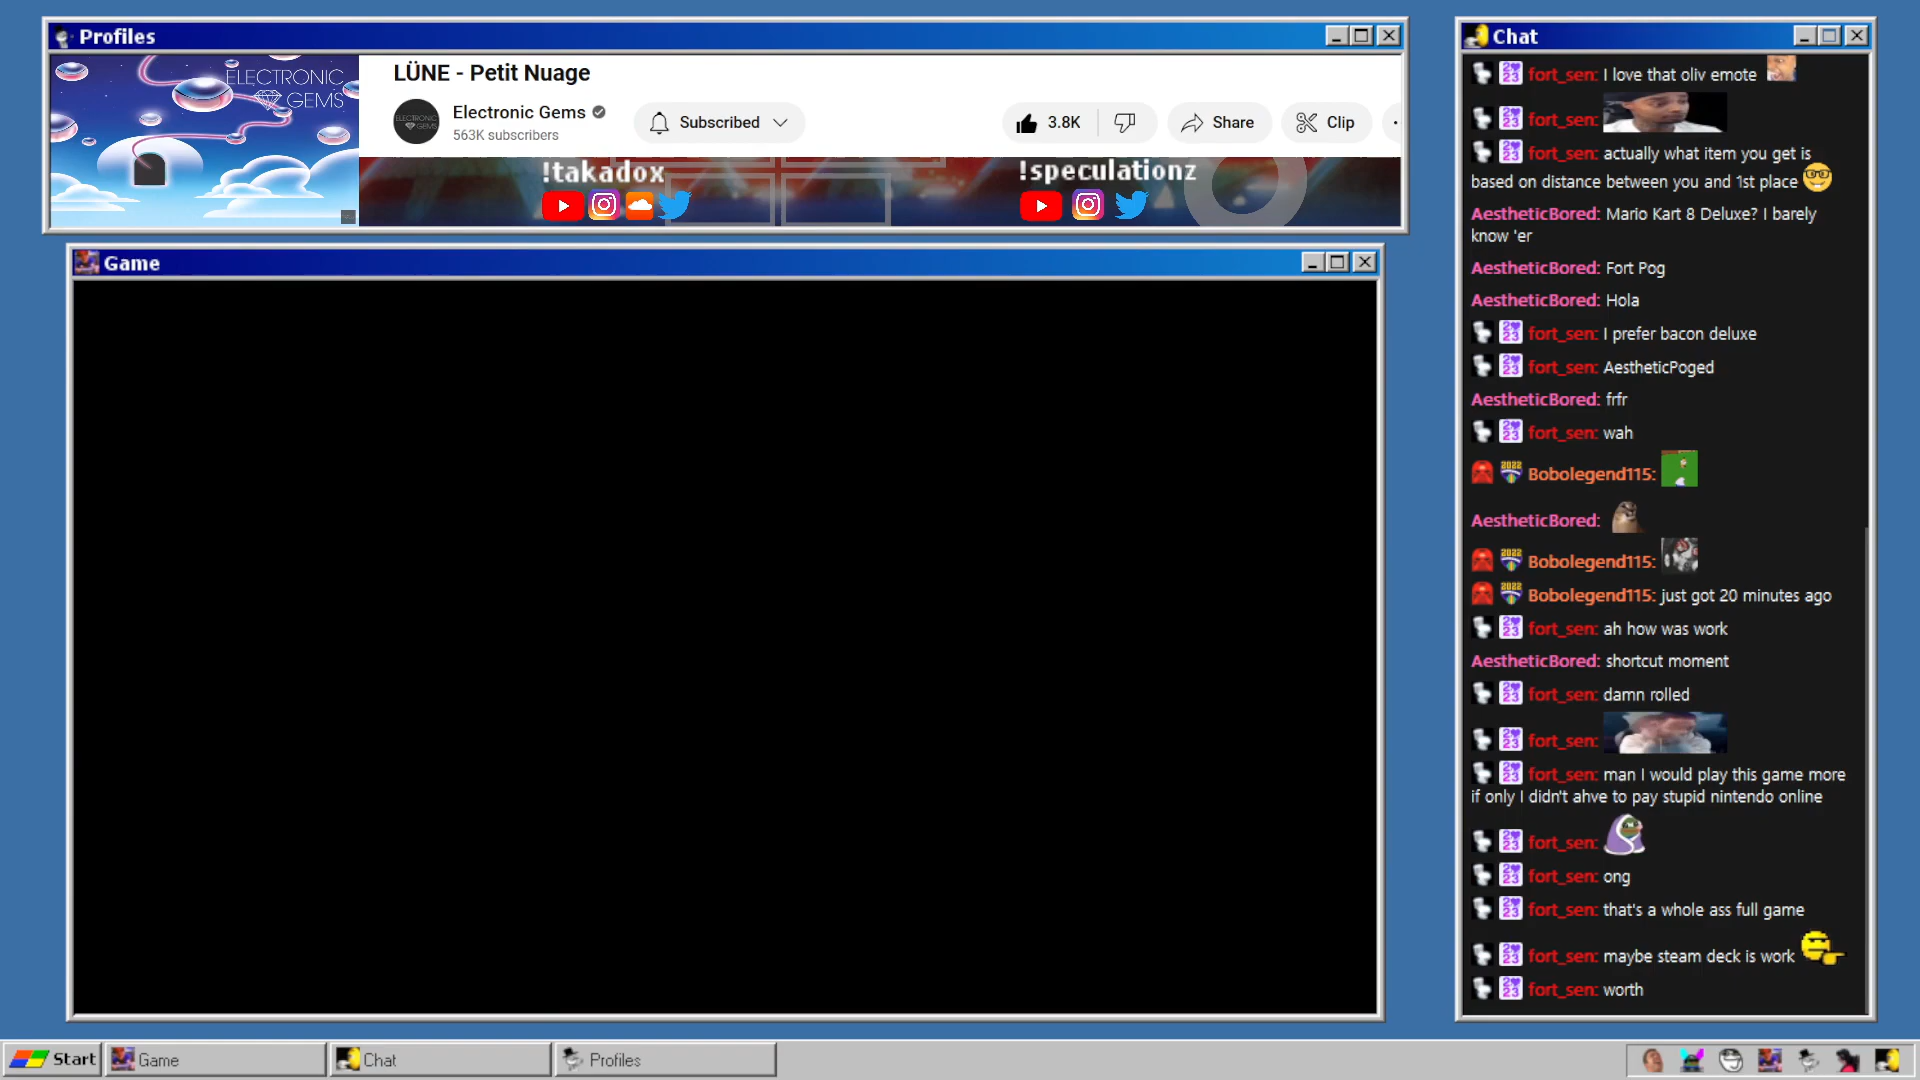 Profiles
ELECTRONIC
GEMS
LÜNE - Petit Nuage
ELECTRONIC
GEMS
Electronic Gems
563K subscribers
Subscribed
3.8K
Share
Clip
!takadox
!speculationz
Game
Chat
fort_sen: I love that oliv emote
fort_sen:
fort_sen: actually what item you get is
based on distance between you and 1st place
AestheticBored: Mario Kart 8 Deluxe? I barely
know 'er
AestheticBored: Fort Pog
AestheticBored: Hola
fort_sen: I prefer bacon deluxe
fort_sen: AestheticPoged
AestheticBored: frfr
fort_sen: wah
2022 Bobolegend115:
AestheticBored:
2022 Bobolegend115:
2022 Bobolegend115: just got 20 minutes ago
fort_sen: ah how was work
AestheticBored: shortcut moment
fort_sen: damn rolled
fort_sen:
fort_sen: man I would play this game more
if only I didn't ahve to pay stupid nintendo online
fort_sen:
fort_sen: ong
fort_sen: that's a whole ass full game
fort_sen: maybe steam deck is work
fort_sen: worth
Start
Game
Chat
Profiles